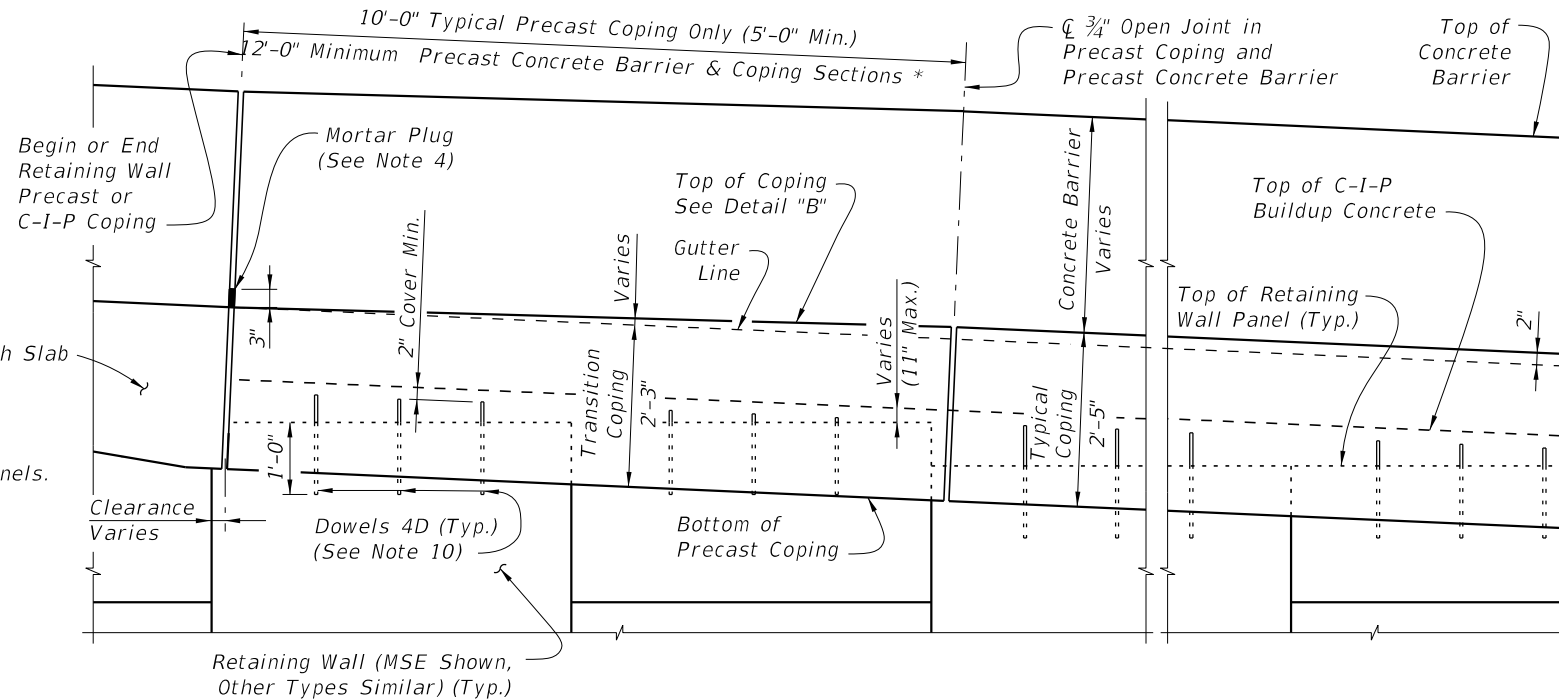 10'-0" Typical Precast Coping Only (5'-0" Min.)
12'-0" Minimum Precast Concrete Barrier & Coping Sections *
℄ ¾" Open Joint in
Precast Coping and
Precast Concrete Barrier
Top of
Concrete
Barrier
Begin or End
Retaining Wall
Precast or
C-I-P Coping
Mortar Plug
(See Note 4)
Top of Coping
See Detail "B"
Gutter
Line
Concrete Barrier
Varies
Top of C-I-P
Buildup Concrete
Top of Retaining
Wall Panel (Typ.)
2"
3"
2" Cover Min.
Varies
Varies
(11" Max.)
h Slab
Transition
Coping
2'-3"
Typical
Coping
2'-5"
1'-0"
nels.
Clearance
Varies
Dowels 4D (Typ.)
(See Note 10)
Bottom of
Precast Coping
Retaining Wall (MSE Shown,
Other Types Similar) (Typ.)